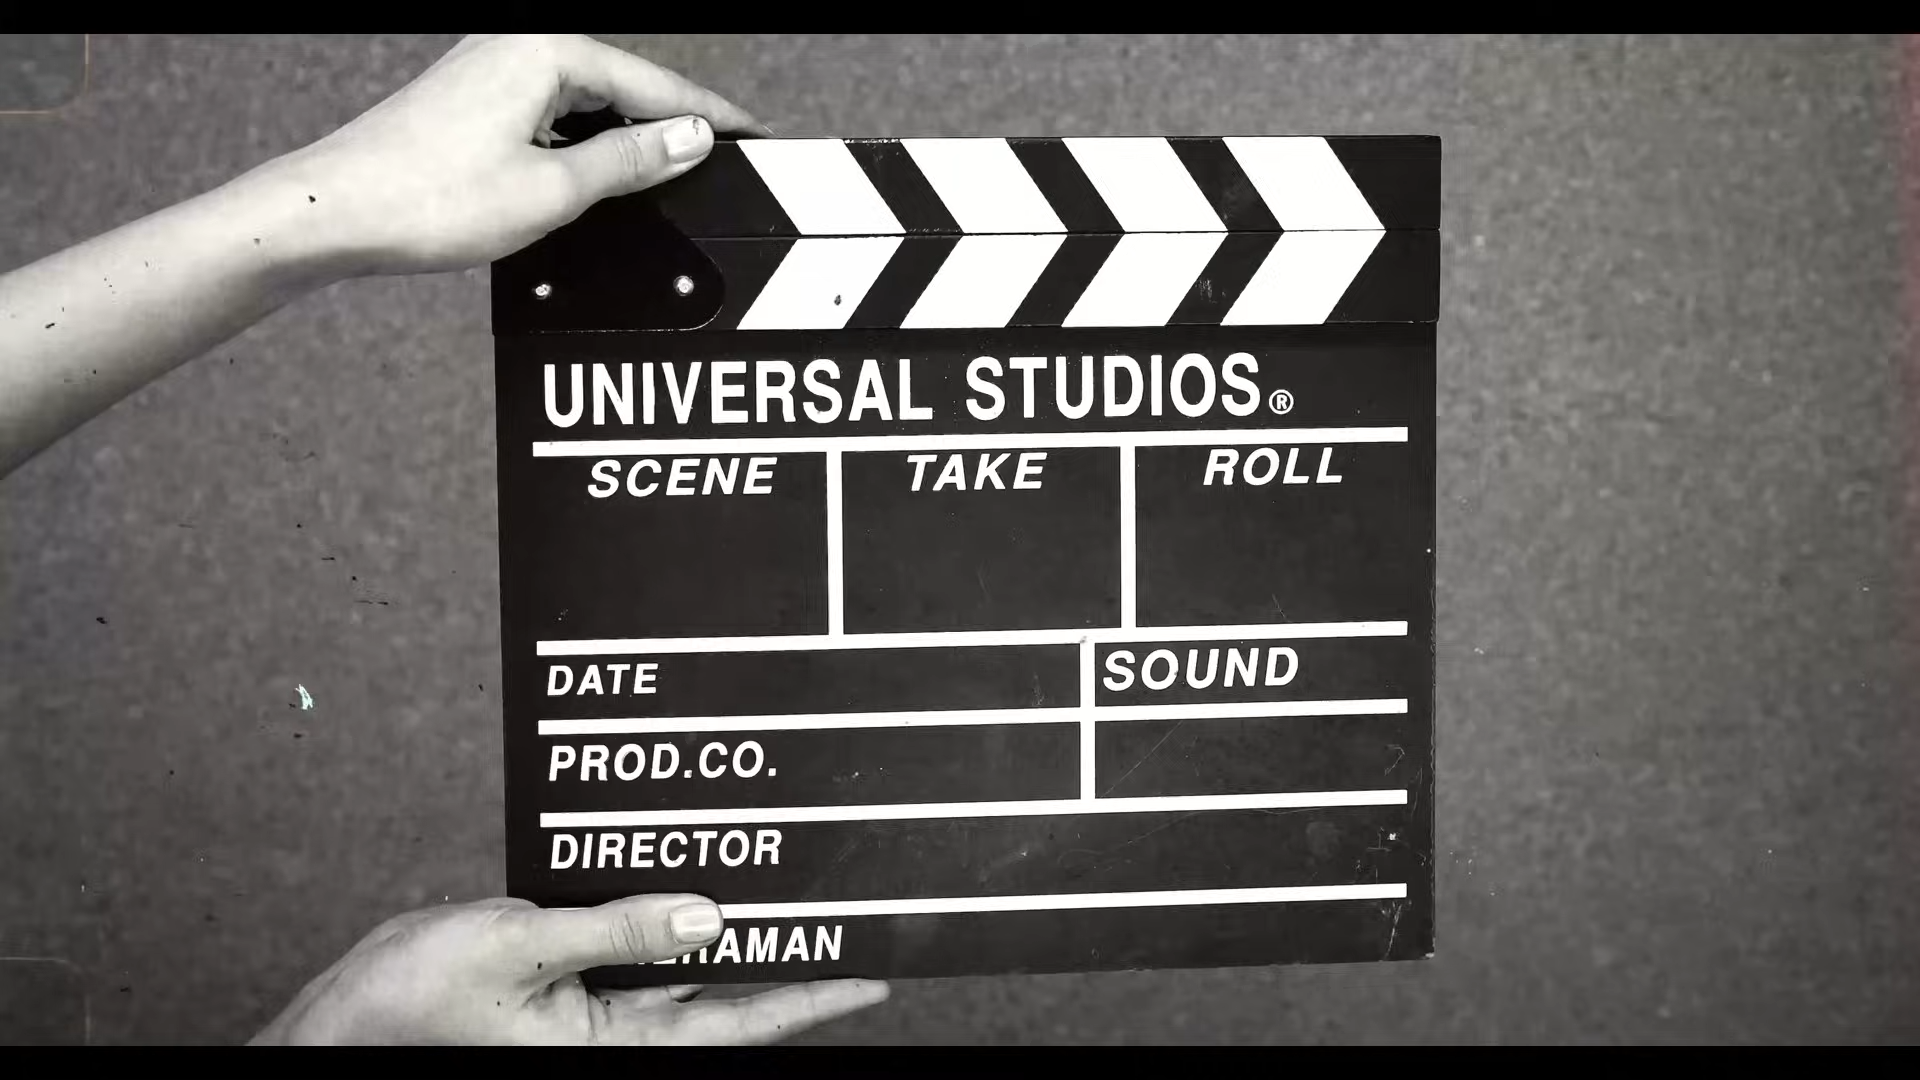 UNIVERSAL STUDIOS®
SCENE TAKE ROLL
DATE SOUND
PROD.CO.
DIRECTOR